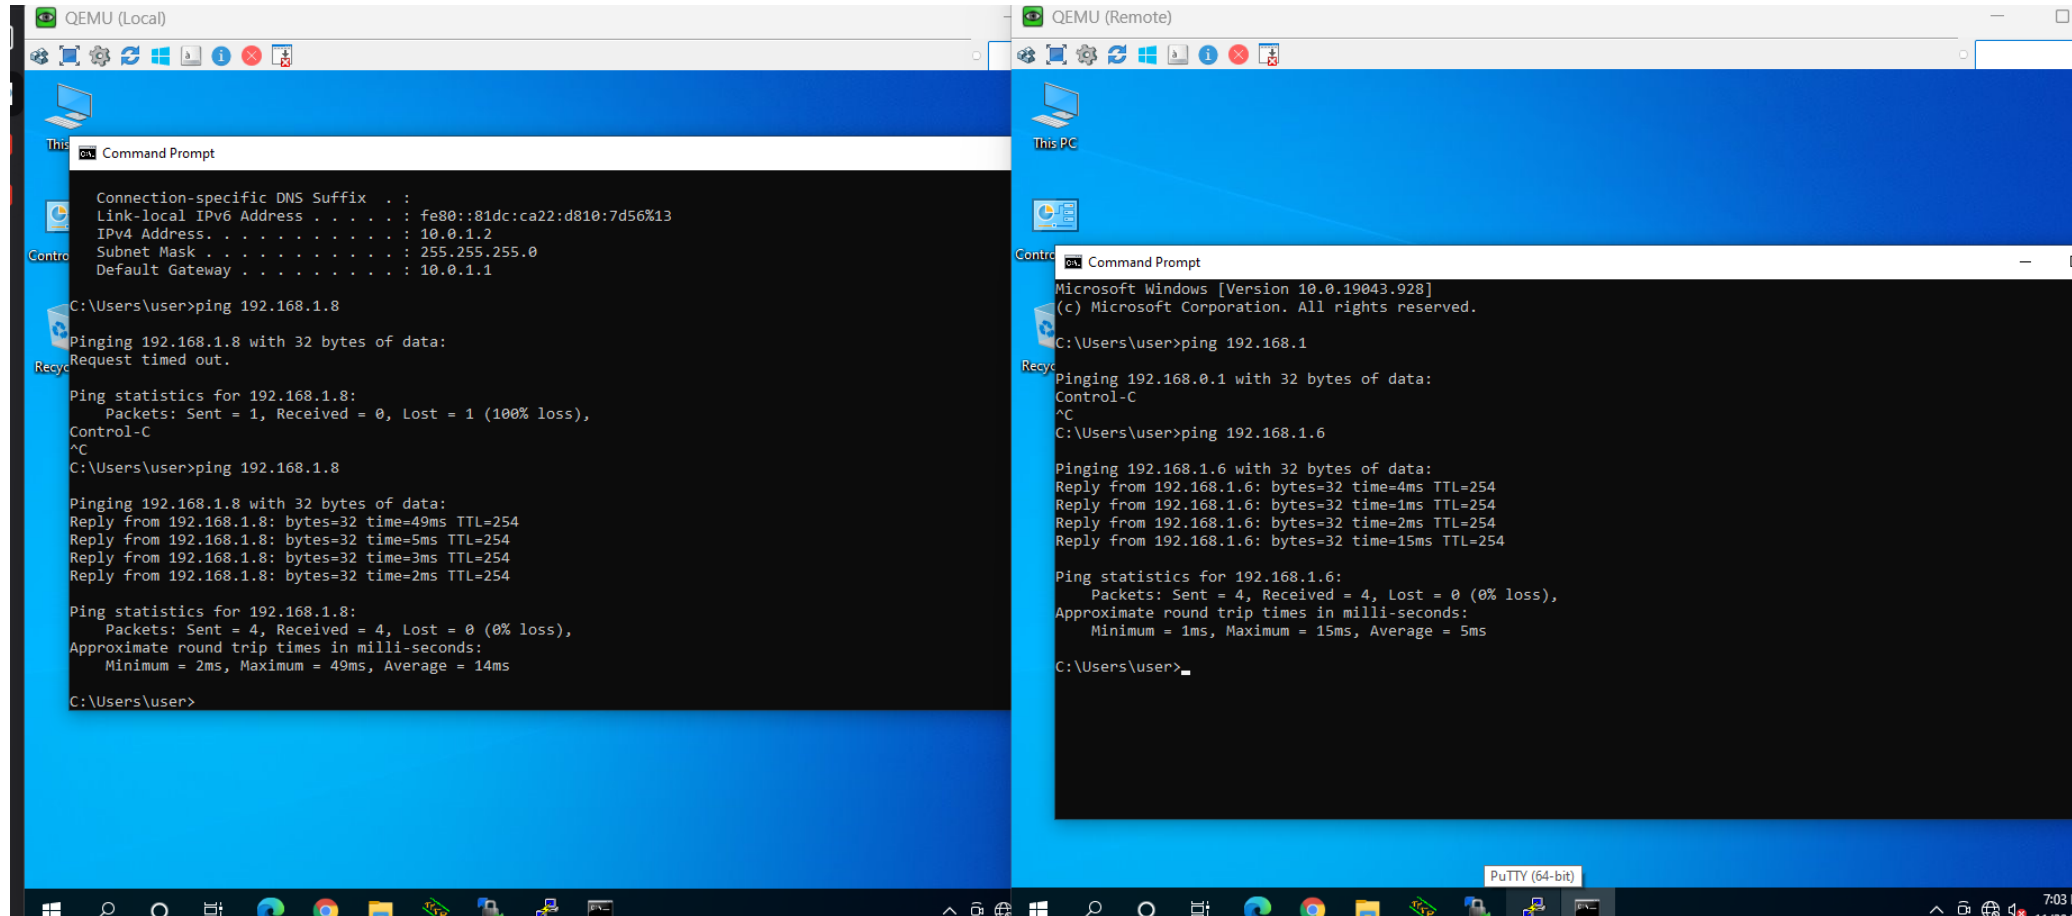 QEMU (Local)
This
Contro
Recyc
Command Prompt
Connection-specific DNS Suffix  . :
Link-local IPv6 Address . . . . . : fe80::81dc:ca22:d810:7d56%13
IPv4 Address. . . . . . . . . . . : 10.0.1.2
Subnet Mask . . . . . . . . . . . : 255.255.255.0
Default Gateway . . . . . . . . . : 10.0.1.1
C:\Users\user>ping 192.168.1.8
Pinging 192.168.1.8 with 32 bytes of data:
Request timed out.
Ping statistics for 192.168.1.8:
Packets: Sent = 1, Received = 0, Lost = 1 (100% loss),
Control-C
^C
C:\Users\user>ping 192.168.1.8
Pinging 192.168.1.8 with 32 bytes of data:
Reply from 192.168.1.8: bytes=32 time=49ms TTL=254
Reply from 192.168.1.8: bytes=32 time=5ms TTL=254
Reply from 192.168.1.8: bytes=32 time=3ms TTL=254
Reply from 192.168.1.8: bytes=32 time=2ms TTL=254
Ping statistics for 192.168.1.8:
Packets: Sent = 4, Received = 4, Lost = 0 (0% loss),
Approximate round trip times in milli-seconds:
Minimum = 2ms, Maximum = 49ms, Average = 14ms
C:\Users\user>
QEMU (Remote)
This PC
Contro
Recyc
Command Prompt
Microsoft Windows [Version 10.0.19043.928]
(c) Microsoft Corporation. All rights reserved.
C:\Users\user>ping 192.168.1
Pinging 192.168.0.1 with 32 bytes of data:
Control-C
^C
C:\Users\user>ping 192.168.1.6
Pinging 192.168.1.6 with 32 bytes of data:
Reply from 192.168.1.6: bytes=32 time=4ms TTL=254
Reply from 192.168.1.6: bytes=32 time=1ms TTL=254
Reply from 192.168.1.6: bytes=32 time=2ms TTL=254
Reply from 192.168.1.6: bytes=32 time=15ms TTL=254
Ping statistics for 192.168.1.6:
Packets: Sent = 4, Received = 4, Lost = 0 (0% loss),
Approximate round trip times in milli-seconds:
Minimum = 1ms, Maximum = 15ms, Average = 5ms
C:\Users\user>
PuTTY (64-bit)
7:03